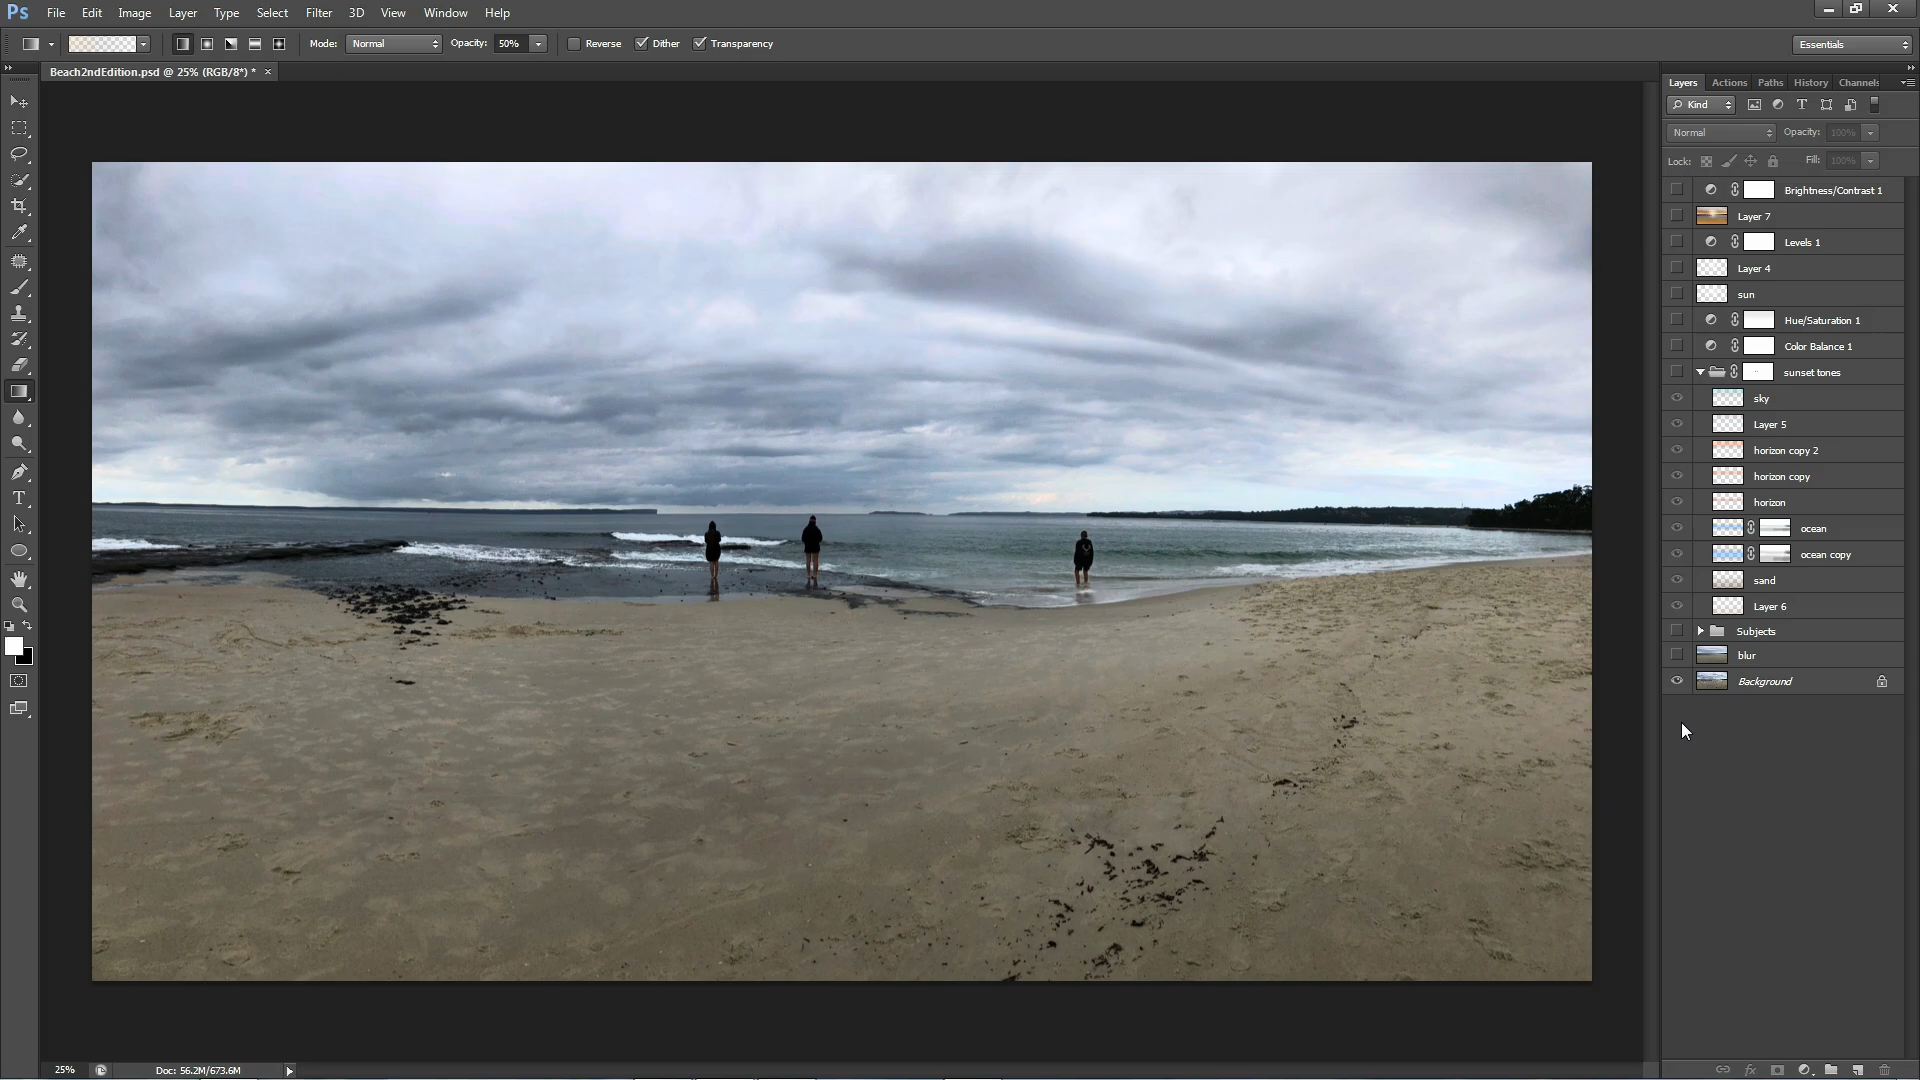 Ps File Edit Image Layer Type Select Filter 3D View Window Help
Mode: Normal Opacity: 50% Reverse Dither Transparency Essentials
Beach2ndEdition.psd @ 25% (RGB/8*) * ×
Layers Actions Paths History Channels
Kind
Normal Opacity: 100%
Lock: Fill: 100%
Brightness/Contrast 1
Layer 7
Levels 1
Layer 4
sun
Hue/Saturation 1
Color Balance 1
sunset tones
sky
Layer 5
horizon copy 2
horizon copy
horizon
ocean
ocean copy
sand
Layer 6
Subjects
blur
Background
25% Doc: 56.2M/673.6M